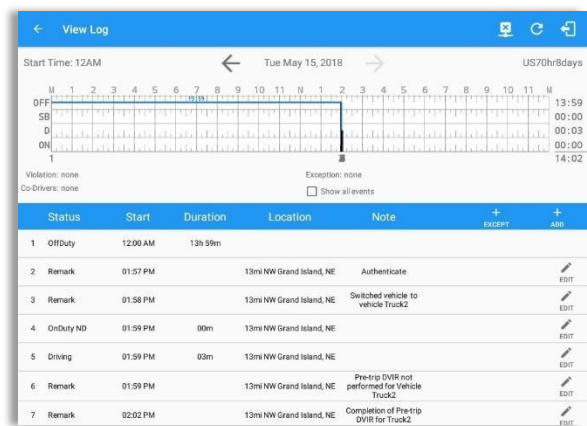 View Log
Start Time: 12AM
Tue May 15, 2018
US70hr8days
M 1 2 3 4 5 6 7 8 9 10 11 N 1 2 3 4 5 6 7 8 9 10 11 M
OFF 13:59 13:59
SB 00:00
D 00:03
ON 00:00
1 14:02
Violation: none
Exception: none
Co-Drivers: none
Show all events
Status Start Duration Location Note + EXCEPT + ADD
1 OffDuty 12:00 AM 13h 59m
2 Remark 01:57 PM 13mi NW Grand Island, NE Authenticate EDIT
3 Remark 01:58 PM 13mi NW Grand Island, NE Switched vehicle to
vehicle Truck2 EDIT
4 OnDuty ND 01:59 PM 00m 13mi NW Grand Island, NE EDIT
5 Driving 01:59 PM 03m 13mi NW Grand Island, NE EDIT
6 Remark 01:59 PM 13mi NW Grand Island, NE Pre-trip DVIR not
performed for Vehicle
Truck2 EDIT
7 Remark 02:02 PM 13mi NW Grand Island, NE Completion of Pre-trip
DVIR for Truck2 EDIT